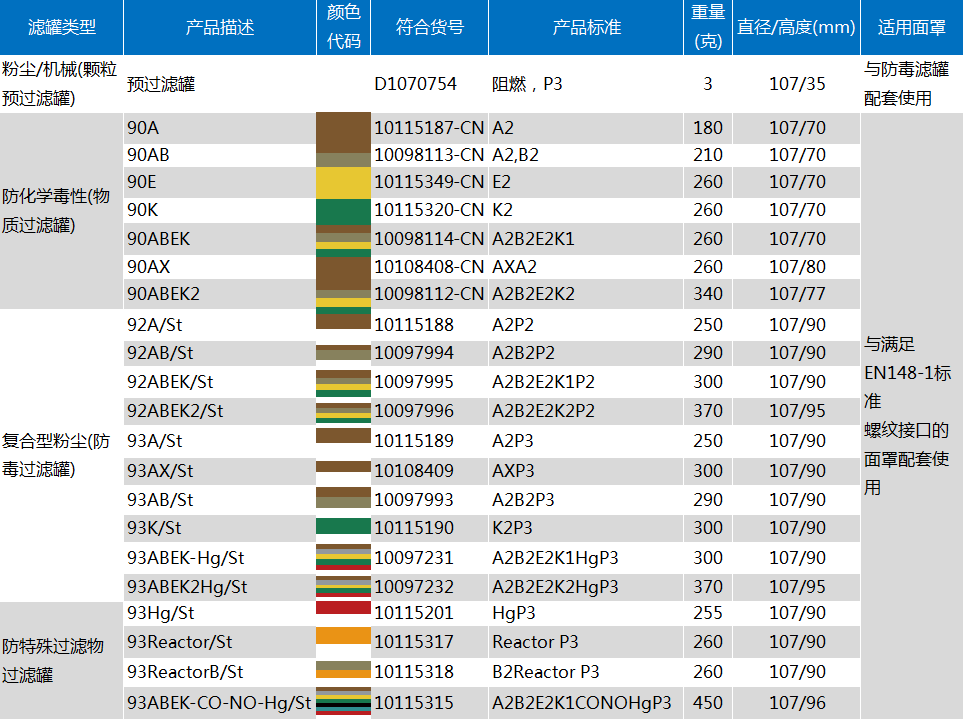 滤罐类型 产品描述 颜色代码 符合货号 产品标准 重量(克) 直径/高度(mm) 适用面罩
粉尘/机械(颗粒预过滤罐) 预过滤罐 D1070754 阻燃，P3 3 107/35 与防毒滤罐配套使用
防化学毒性(物质过滤罐)
90A 10115187-CN A2 180 107/70
90AB 10098113-CN A2,B2 210 107/70
90E 10115349-CN E2 260 107/70
90K 10115320-CN K2 260 107/70
90ABEK 10098114-CN A2B2E2K1 260 107/70
90AX 10108408-CN AXA2 260 107/80
90ABEK2 10098112-CN A2B2E2K2 340 107/77
复合型粉尘(防毒过滤罐)
92A/St 10115188 A2P2 250 107/90
92AB/St 10097994 A2B2P2 290 107/90
92ABEK/St 10097995 A2B2E2K1P2 300 107/90
92ABEK2/St 10097996 A2B2E2K2P2 370 107/95
93A/St 10115189 A2P3 250 107/90
93AX/St 10108409 AXP3 300 107/90
93AB/St 10097993 A2B2P3 290 107/90
93K/St 10115190 K2P3 300 107/90
93ABEK-Hg/St 10097231 A2B2E2K1HgP3 300 107/90
93ABEK2Hg/St 10097232 A2B2E2K2HgP3 370 107/95
防特殊过滤物过滤罐
93Hg/St 10115201 HgP3 255 107/90
93Reactor/St 10115317 Reactor P3 260 107/90
93ReactorB/St 10115318 B2Reactor P3 260 107/90
93ABEK-CO-NO-Hg/St 10115315 A2B2E2K1CONOHgP3 450 107/96
与满足
EN148-1标
准
螺纹接口的
面罩配套使
用